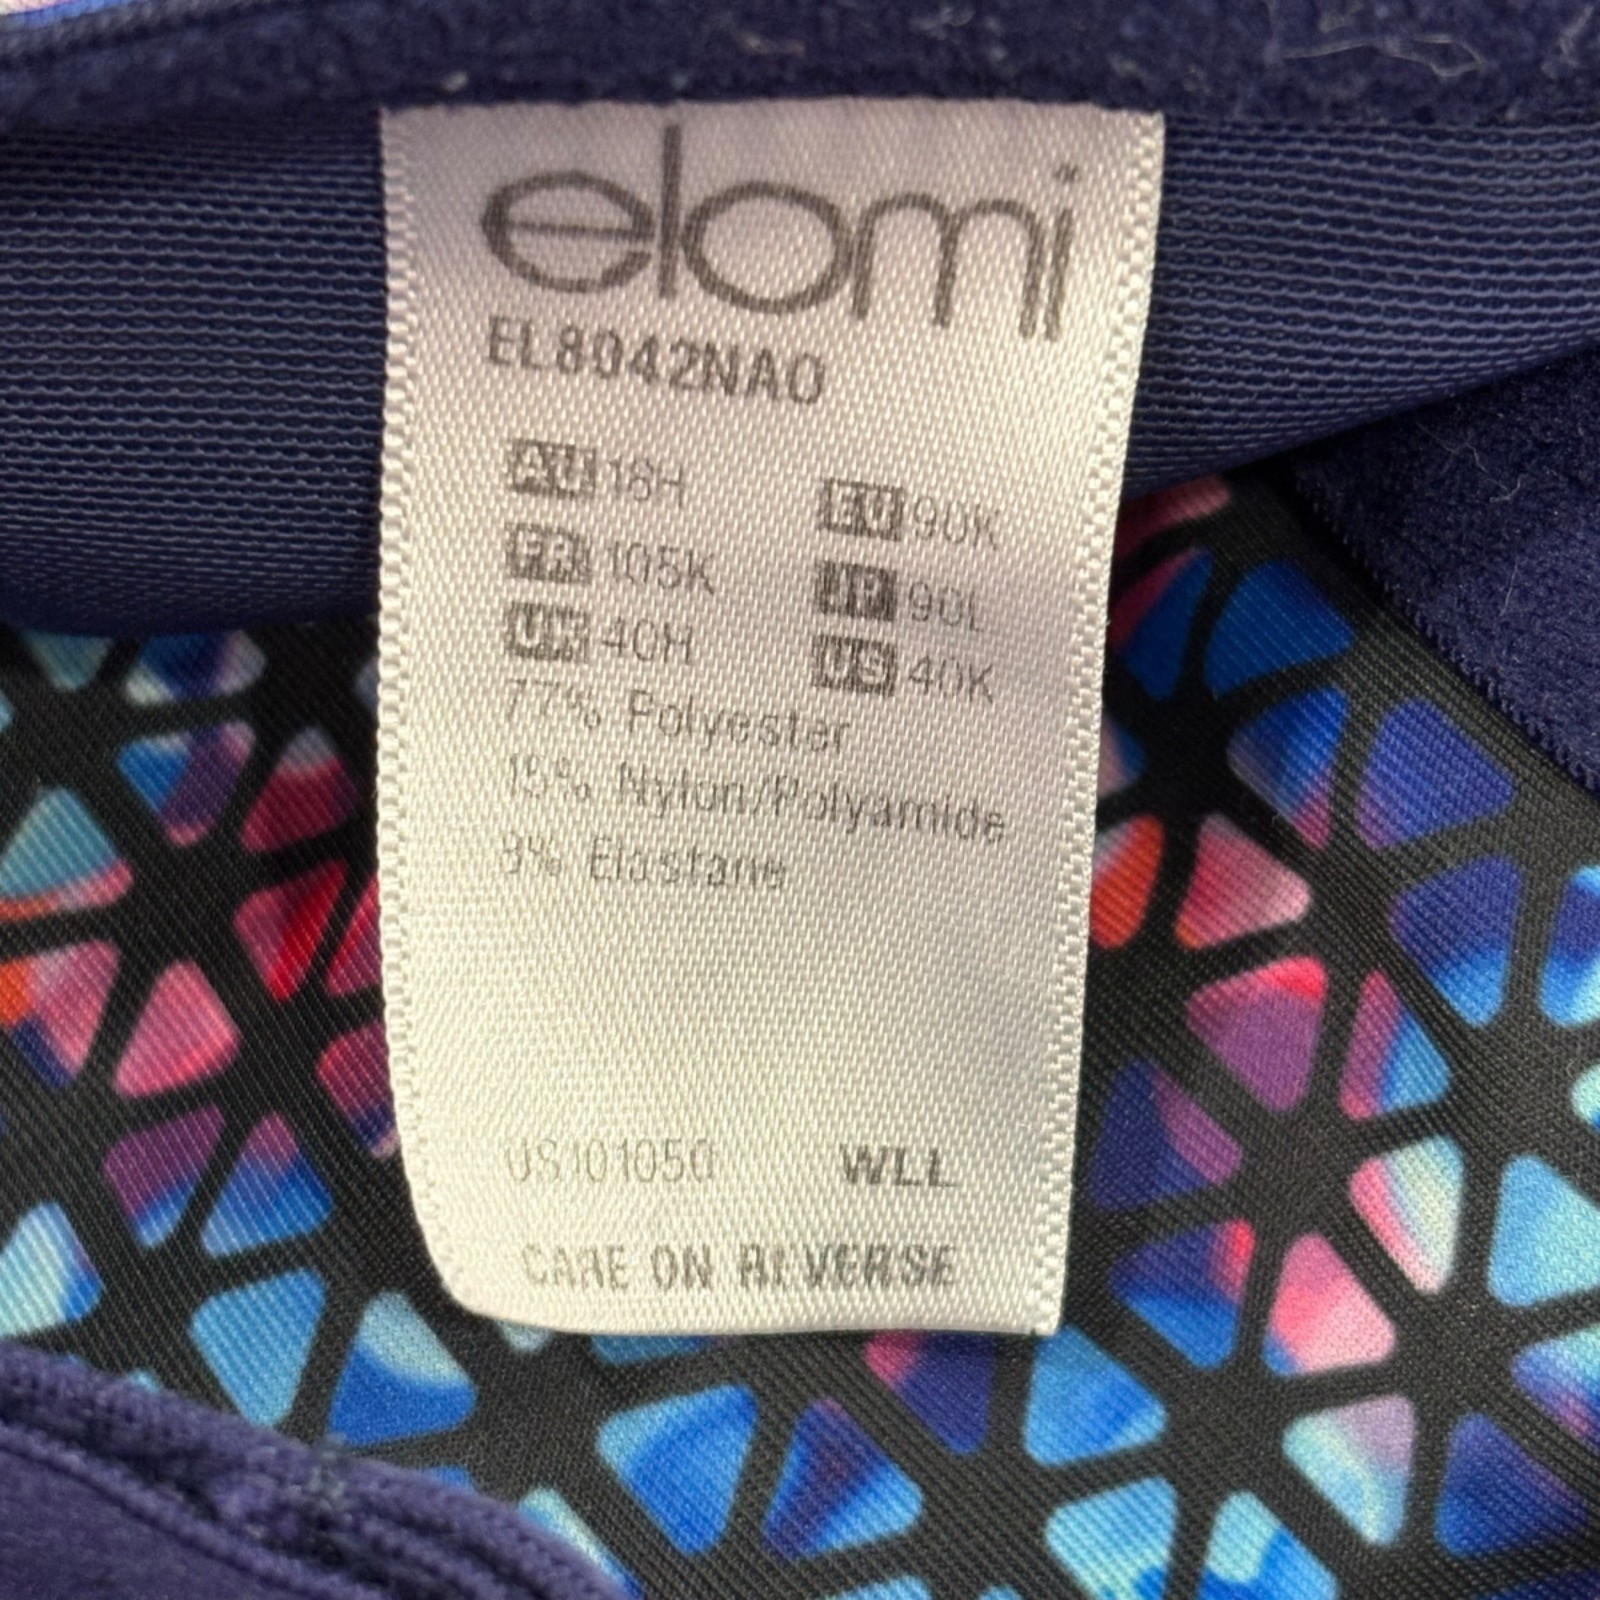 elomi
EL8042NAO
AU 18H EU 90K
FR 105K JP 90L
UK 40H US 40K
77% Polyester
15% Nylon/Polyamide
8% Elastane
US101050 WLL
CARE ON REVERSE